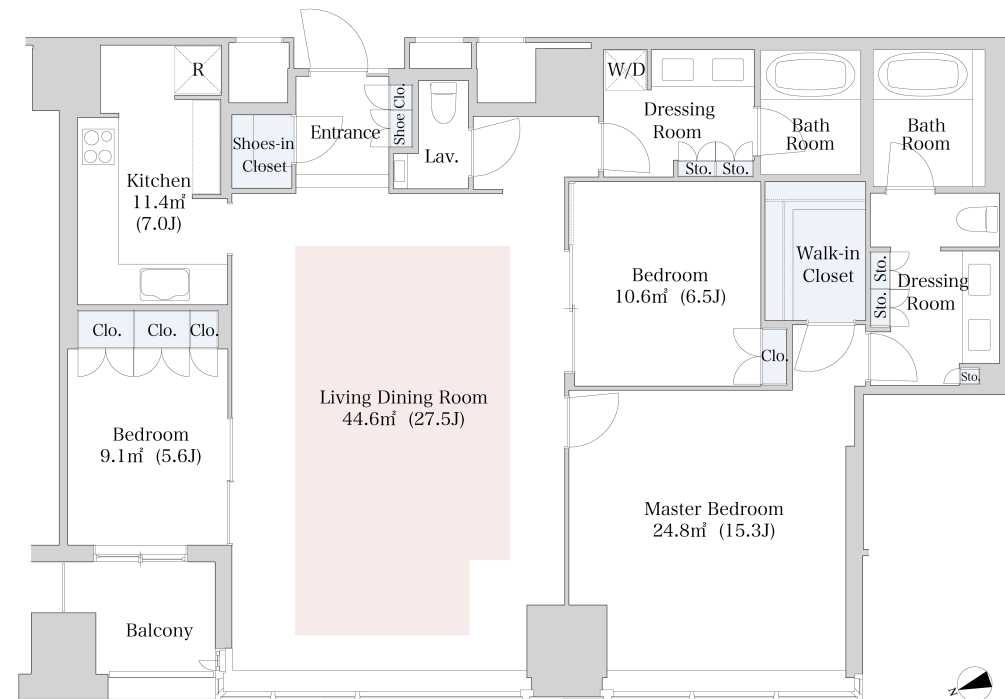 R
Kitchen
11.4㎡
(7.0J)
Shoes-in
Closet
Entrance
Shoe Clo.
Lav.
W/D
Dressing
Room
Sto.
Sto.
Bath
Room
Bath
Room
Bedroom
10.6㎡ (6.5J)
Walk-in
Closet
Sto.
Sto.
Dressing
Room
Sto.
Clo.
Clo.
Clo.
Clo.
Living Dining Room
44.6㎡ (27.5J)
Bedroom
9.1㎡ (5.6J)
Master Bedroom
24.8㎡ (15.3J)
Balcony
N